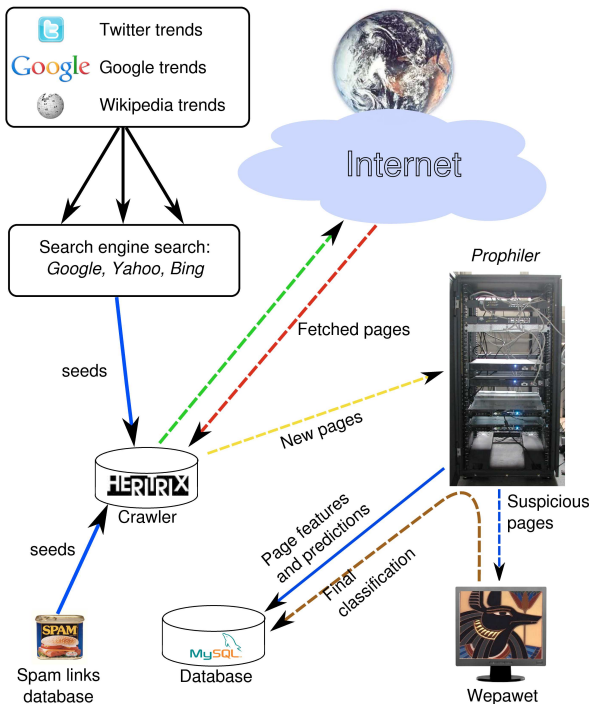 Twitter trends
Google Google trends
Wikipedia trends
Internet
Search engine search:
Google, Yahoo, Bing
Prophiler
Fetched pages
seeds
New pages
HERITRIX
Crawler
Suspicious
pages
Page features
and predictions
seeds
Final
classification
SPAM
MySQL
Spam links
database
Database
Wepawet